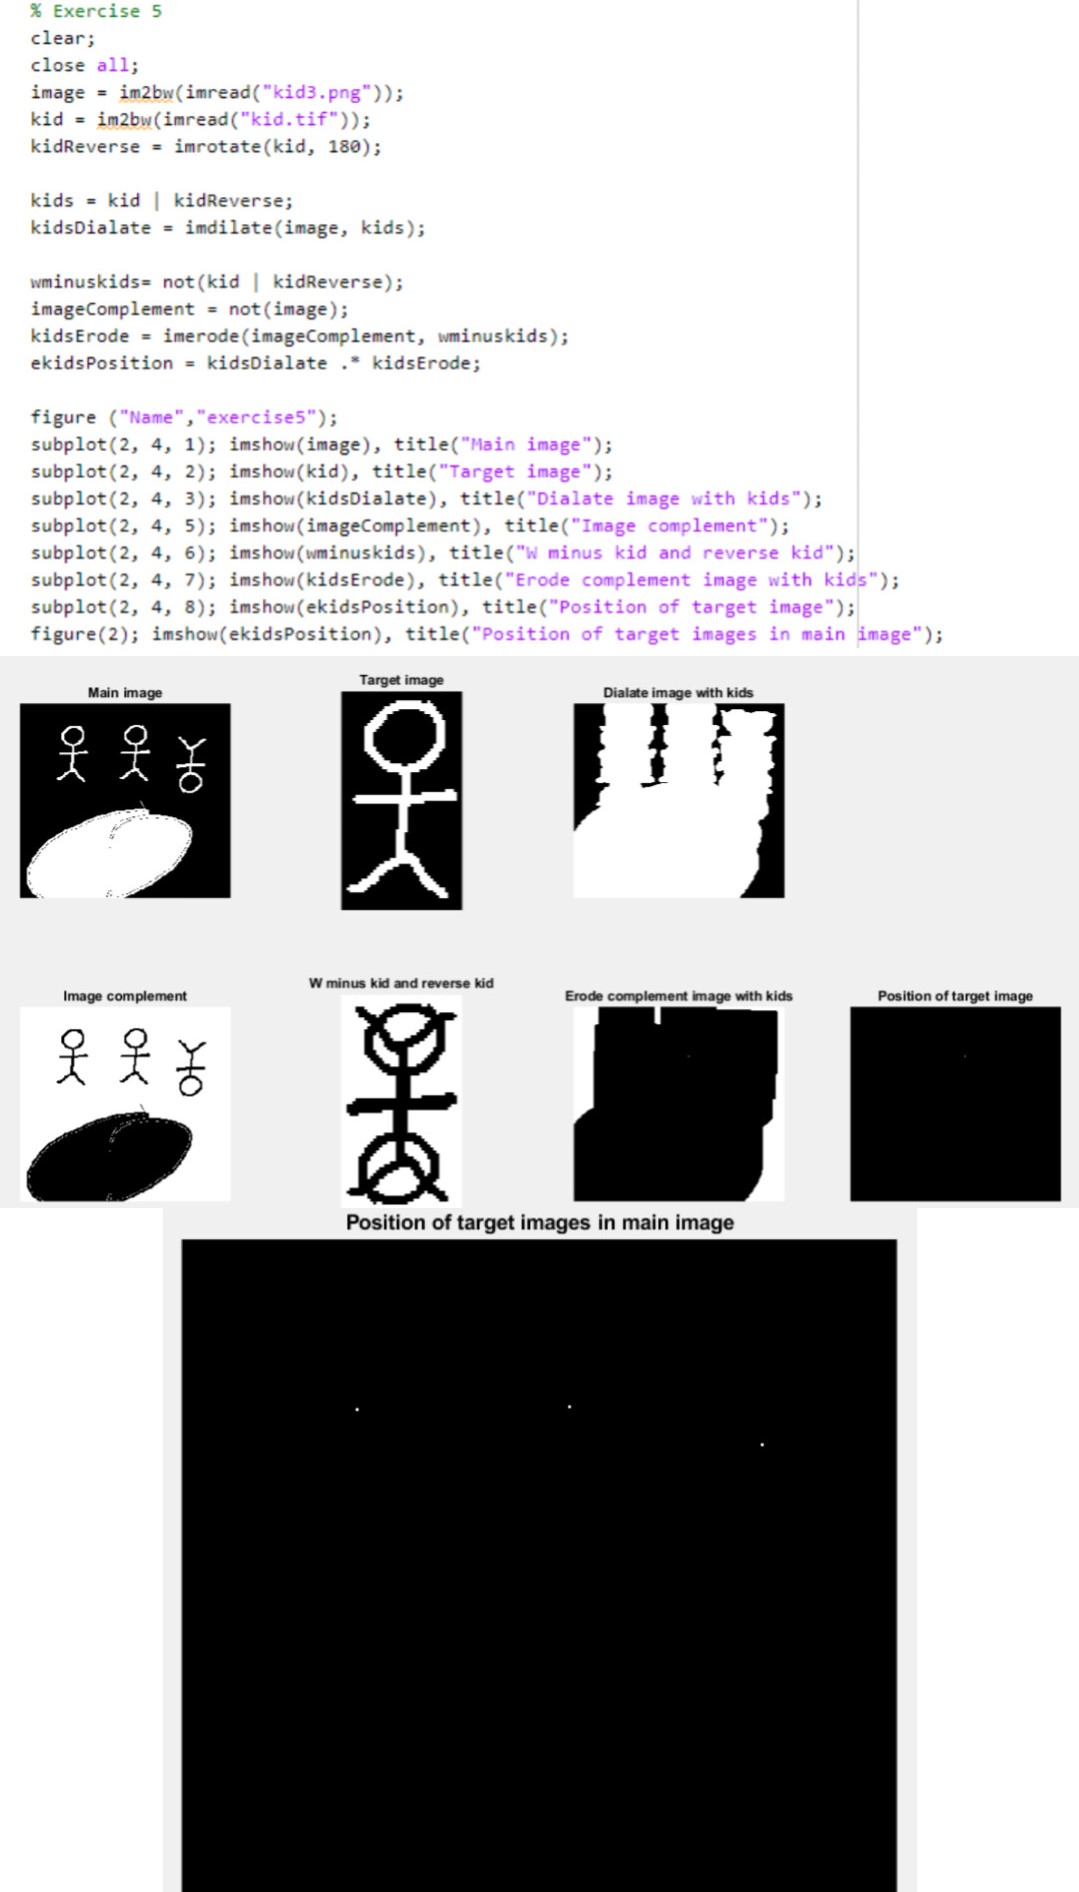 % Exercise 5
clear;
close all;
image = im2bw(imread("kid3.png"));
kid = im2bw(imread("kid.tif"));
kidReverse = imrotate(kid, 180);
kids = kid | kidReverse;
kidsDialate = imdilate(image, kids);
wminuskids= not(kid | kidReverse);
imageComplement = not(image);
kidsErode = imerode(imageComplement, wminuskids);
ekidsPosition = kidsDialate .* kidsErode;
figure ("Name","exercise5");
subplot(2, 4, 1); imshow(image), title("Main image");
subplot(2, 4, 2); imshow(kid), title("Target image");
subplot(2, 4, 3); imshow(kidsDialate), title("Dialate image with kids");
subplot(2, 4, 5); imshow(imageComplement), title("Image complement");
subplot(2, 4, 6); imshow(wminuskids), title("W minus kid and reverse kid");
subplot(2, 4, 7); imshow(kidsErode), title("Erode complement image with kids");
subplot(2, 4, 8); imshow(ekidsPosition), title("Position of target image");
figure(2); imshow(ekidsPosition), title("Position of target images in main image");
Main image
Target image
Dialate image with kids
Image complement
W minus kid and reverse kid
Erode complement image with kids
Position of target image
Position of target images in main image